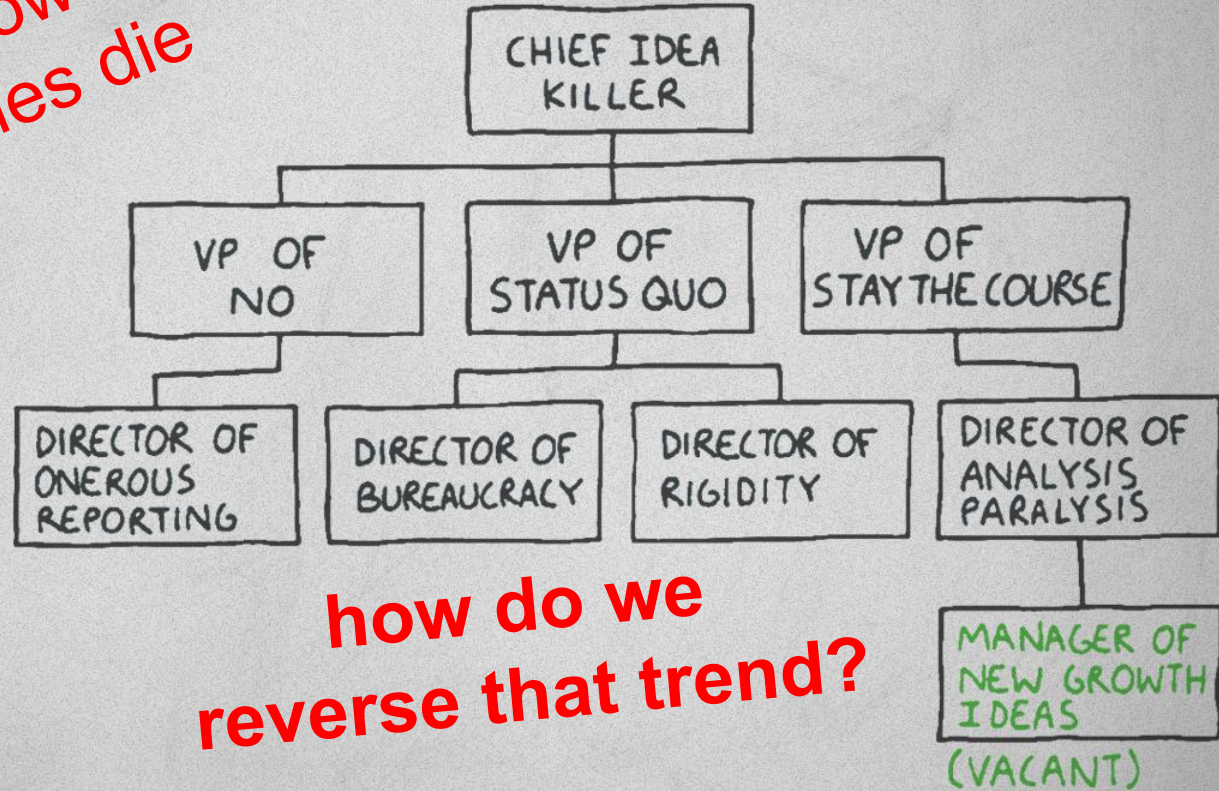 die
CHIEF IDEA
KILLER
VP OF
NO
VP OF
STATUS QUO
VP OF
STAY THE COURSE
DIRECTOR OF
ONEROUS
REPORTING
DIRECTOR OF
BUREAUCRACY
DIRECTOR OF
RIGIDITY
DIRECTOR OF
ANALYSIS
PARALYSIS
how do we
reverse that trend?
MANAGER OF
NEW GROWTH
IDEAS
(VACANT)